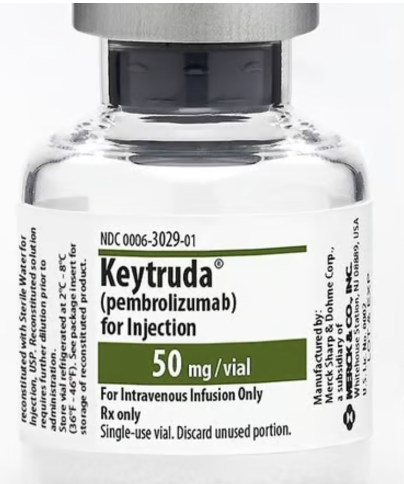 reconstituted with Sterile Water for
Injection, USP. Reconstituted solution
requires further dilution prior to
administration.
Store vial refrigerated at 2°C - 8°C
(36°F - 46°F). See package insert for
storage of reconstituted product.
NDC 0006-3029-01
Keytruda®
(pembrolizumab)
for Injection
50 mg/vial
For Intravenous Infusion Only
Rx only
Single-use vial. Discard unused portion.
Manufactured by:
Merck Sharp & Dohme Corp.,
a subsidiary of
MERCK & CO., INC.
Whitehouse Station, NJ 08889, USA
U.S. Lic. No. 0002